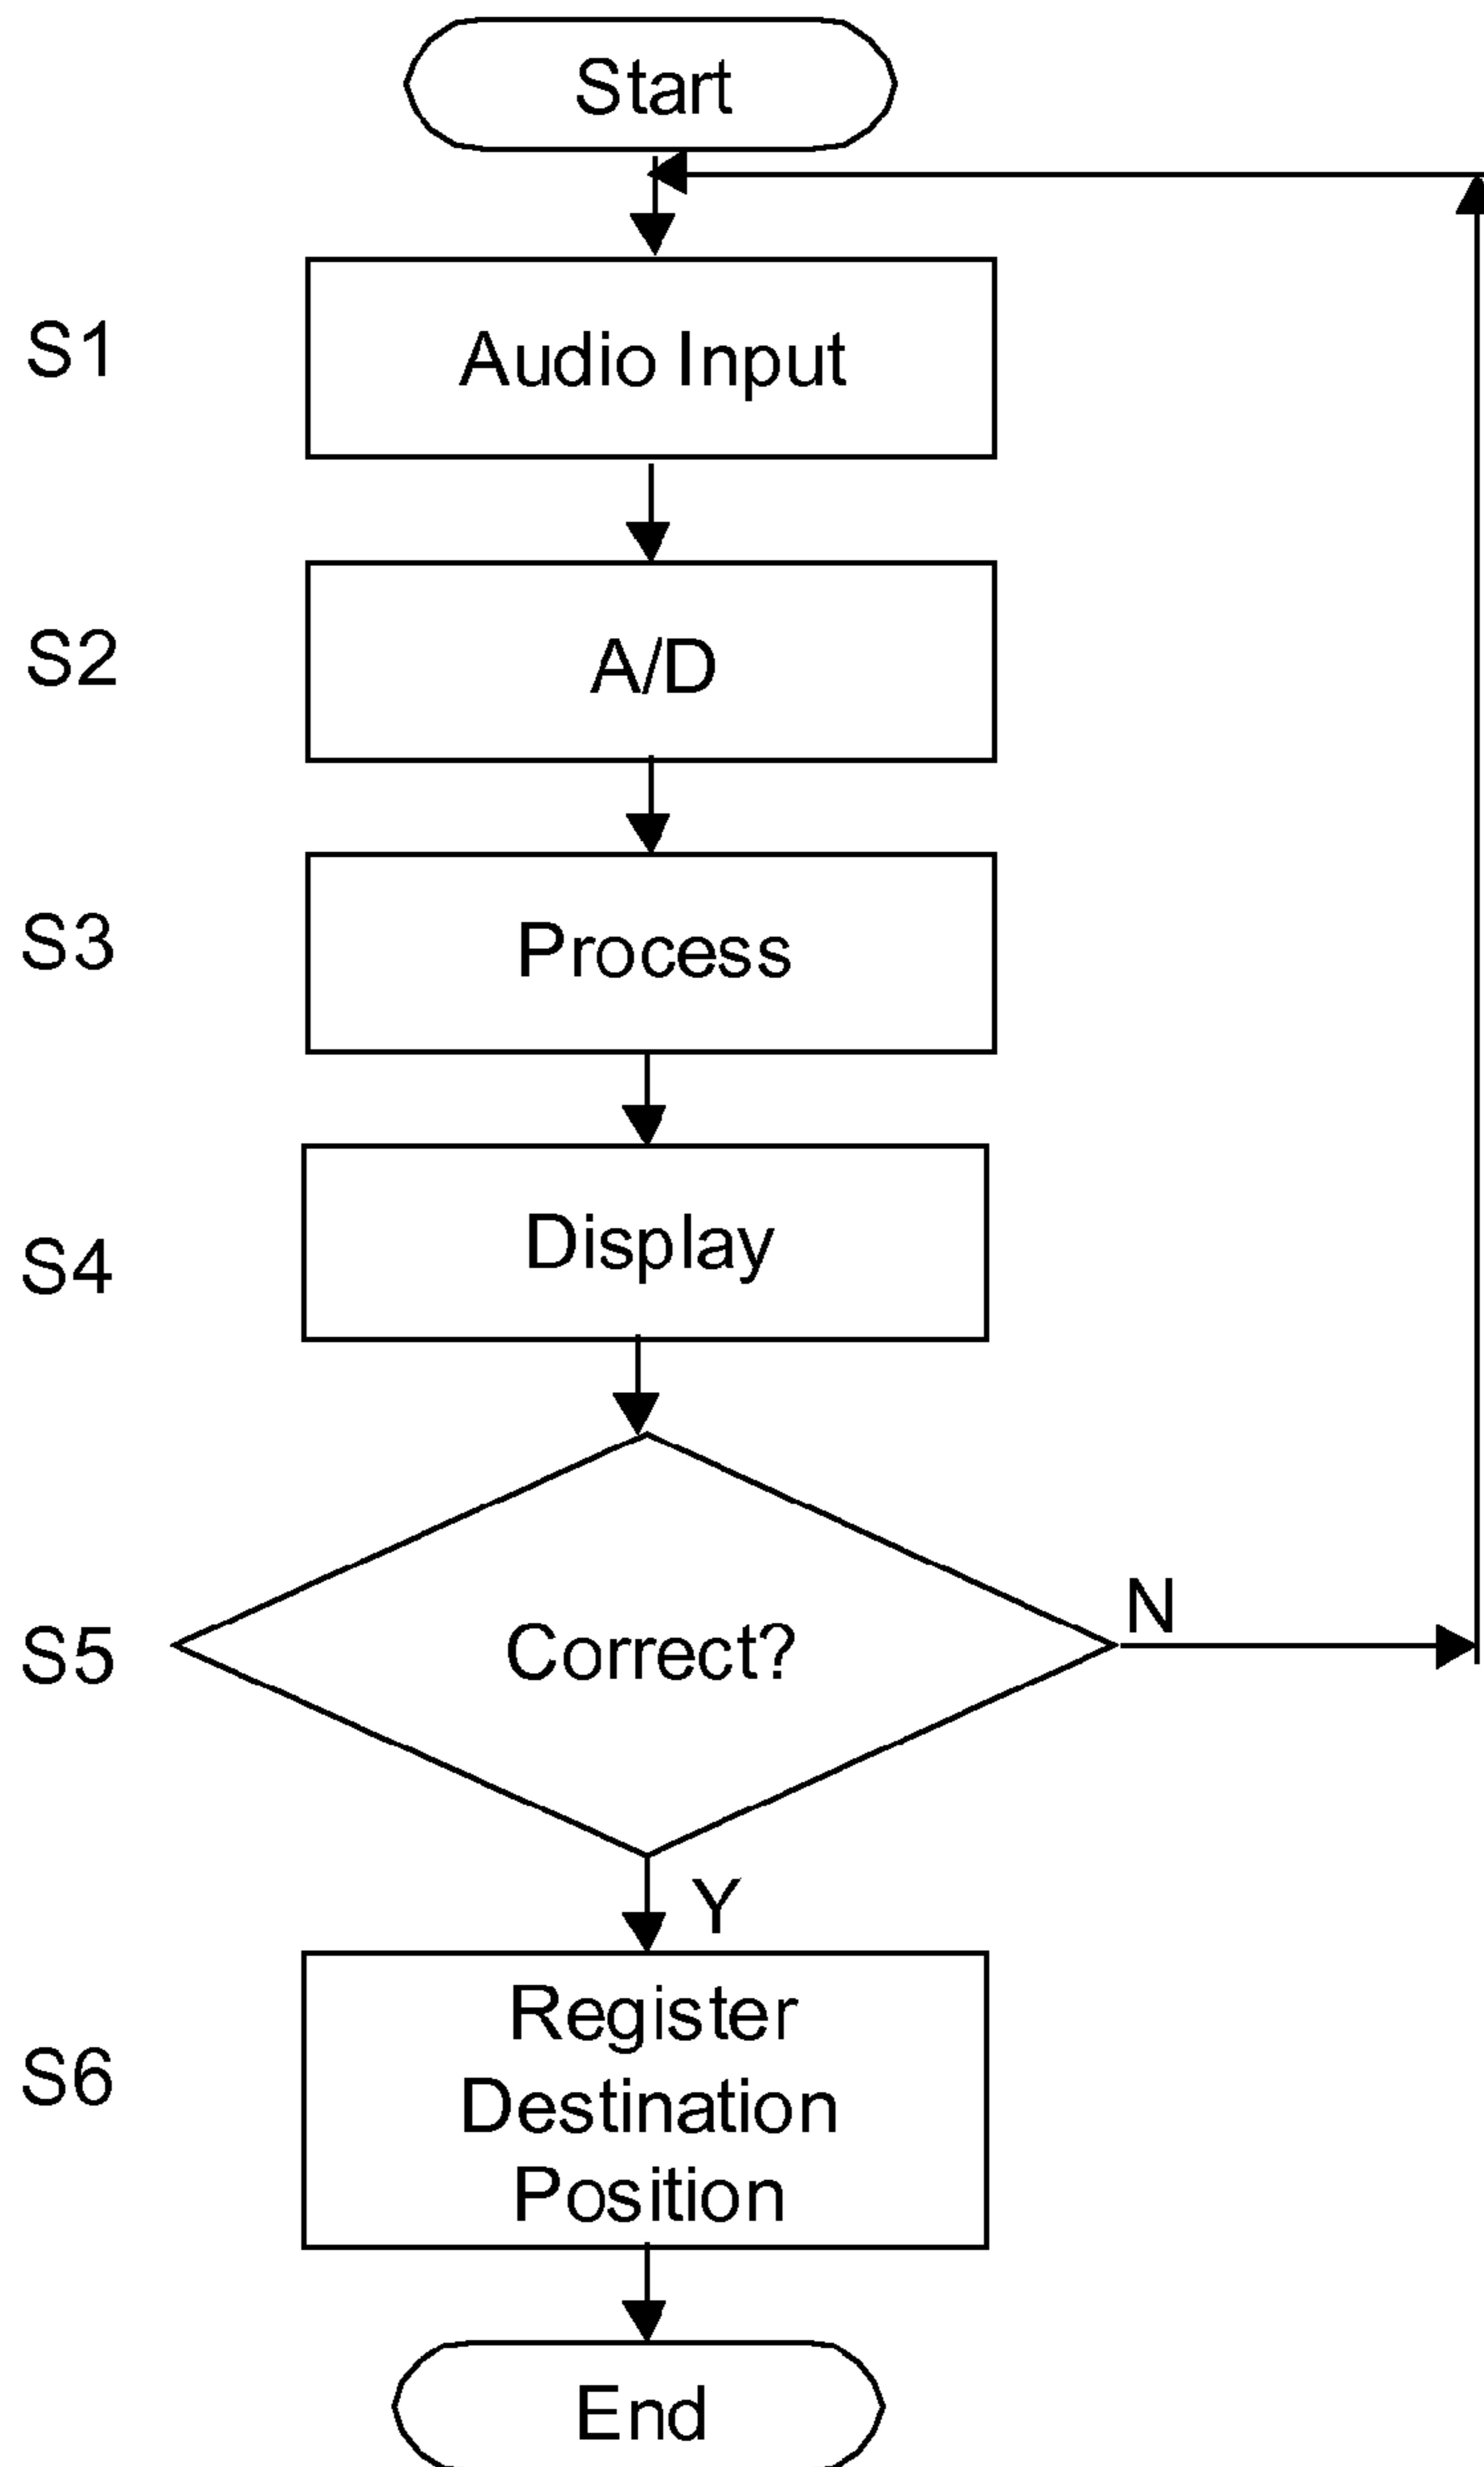 Start
S1
Audio Input
S2
A/D
S3
Process
S4
Display
S5
Correct?
N
Y
S6
Register
Destination
Position
End